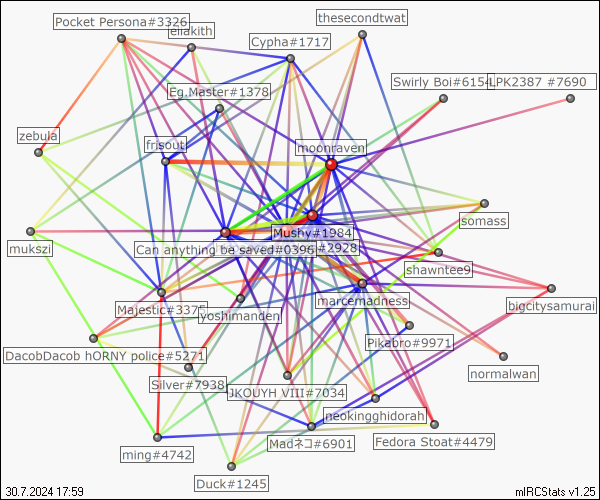 thesecondtwat
Pocket Persona#3326
eliakith
Cypha#1717
Swirly Boi#6154
LPK2387 #7690
Eg.Master#1378
zebula
frisout
moonraven
somass
Mushy#1984
mukszi
Can anything be saved#0396
#2928
shawntee9
marcemadness
bigcitysamurai
Majestic#3375
yoshimanden
Pikabro#9971
DacobDacob hORNY police#5271
normalwan
Silver#7938
JKOUYH VIII#7034
neokingghidorah
Madネコ#6901
Fedora Stoat#4479
ming#4742
Duck#1245
30.7.2024 17:59
mIRCStats v1.25